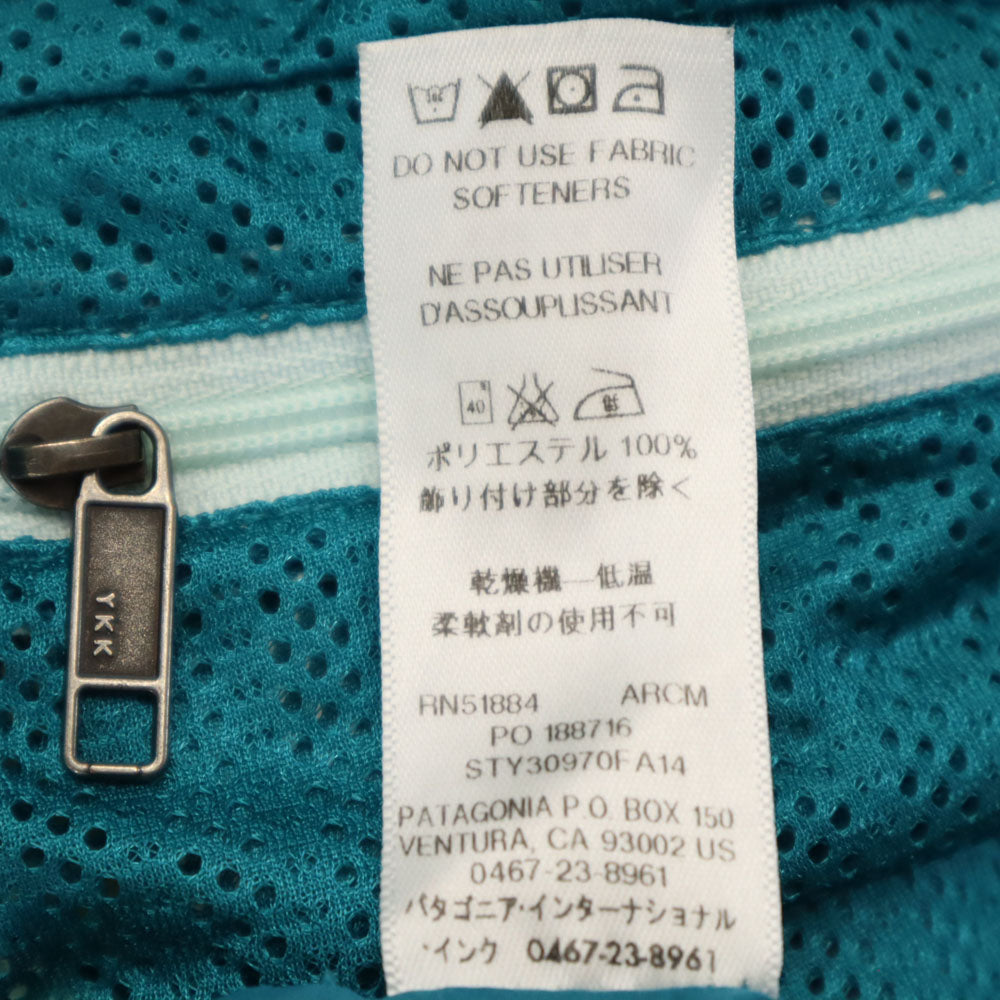 DO NOT USE FABRIC
SOFTENERS
NE PAS UTILISER
D'ASSOUPLISSANT
40
ポリエステル 100%
飾り付け部分を除く
乾燥機—低温
柔軟剤の使用不可
RN51884 ARCM
PO 188716
STY30970FA14
PATAGONIA P.O. BOX 150
VENTURA, CA 93002 US
0467-23-8961
パタゴニア・インターナショナル
・インク 0467-23-8961
YKK